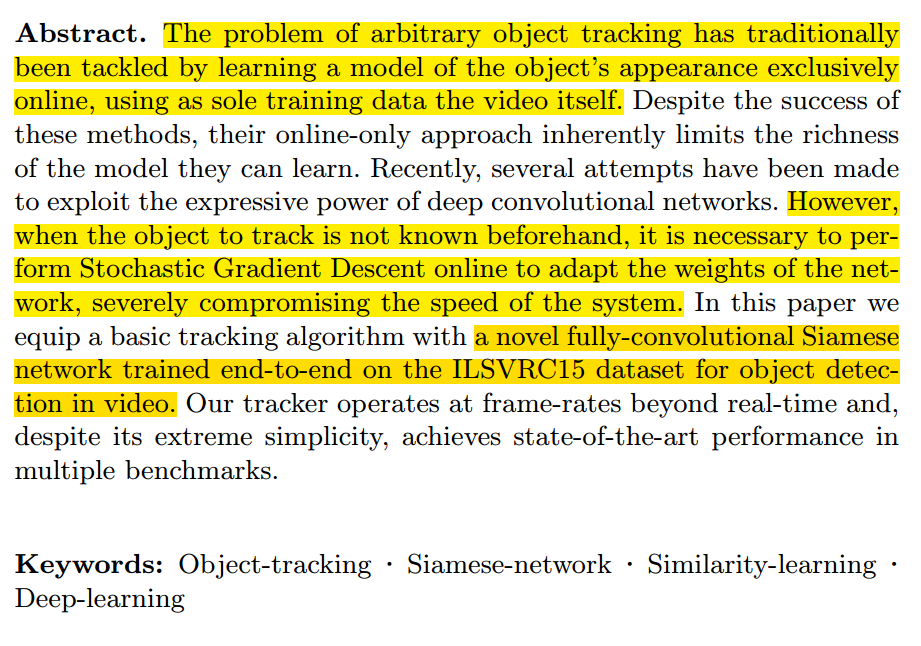 Abstract. The problem of arbitrary object tracking has traditionally
been tackled by learning a model of the object's appearance exclusively
online, using as sole training data the video itself. Despite the success of
these methods, their online-only approach inherently limits the richness
of the model they can learn. Recently, several attempts have been made
to exploit the expressive power of deep convolutional networks. However,
when the object to track is not known beforehand, it is necessary to per-
form Stochastic Gradient Descent online to adapt the weights of the net-
work, severely compromising the speed of the system. In this paper we
equip a basic tracking algorithm with a novel fully-convolutional Siamese
network trained end-to-end on the ILSVRC15 dataset for object detec-
tion in video. Our tracker operates at frame-rates beyond real-time and,
despite its extreme simplicity, achieves state-of-the-art performance in
multiple benchmarks.
Keywords: Object-tracking · Siamese-network · Similarity-learning ·
Deep-learning